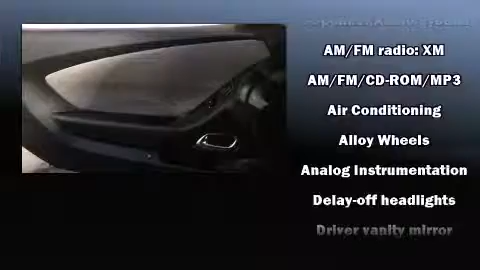 AM/FM radio: XM
AM/FM/CD-ROM/MP3
Air Conditioning
Alloy Wheels
Analog Instrumentation
Delay-off headlights
Driver vanity mirror